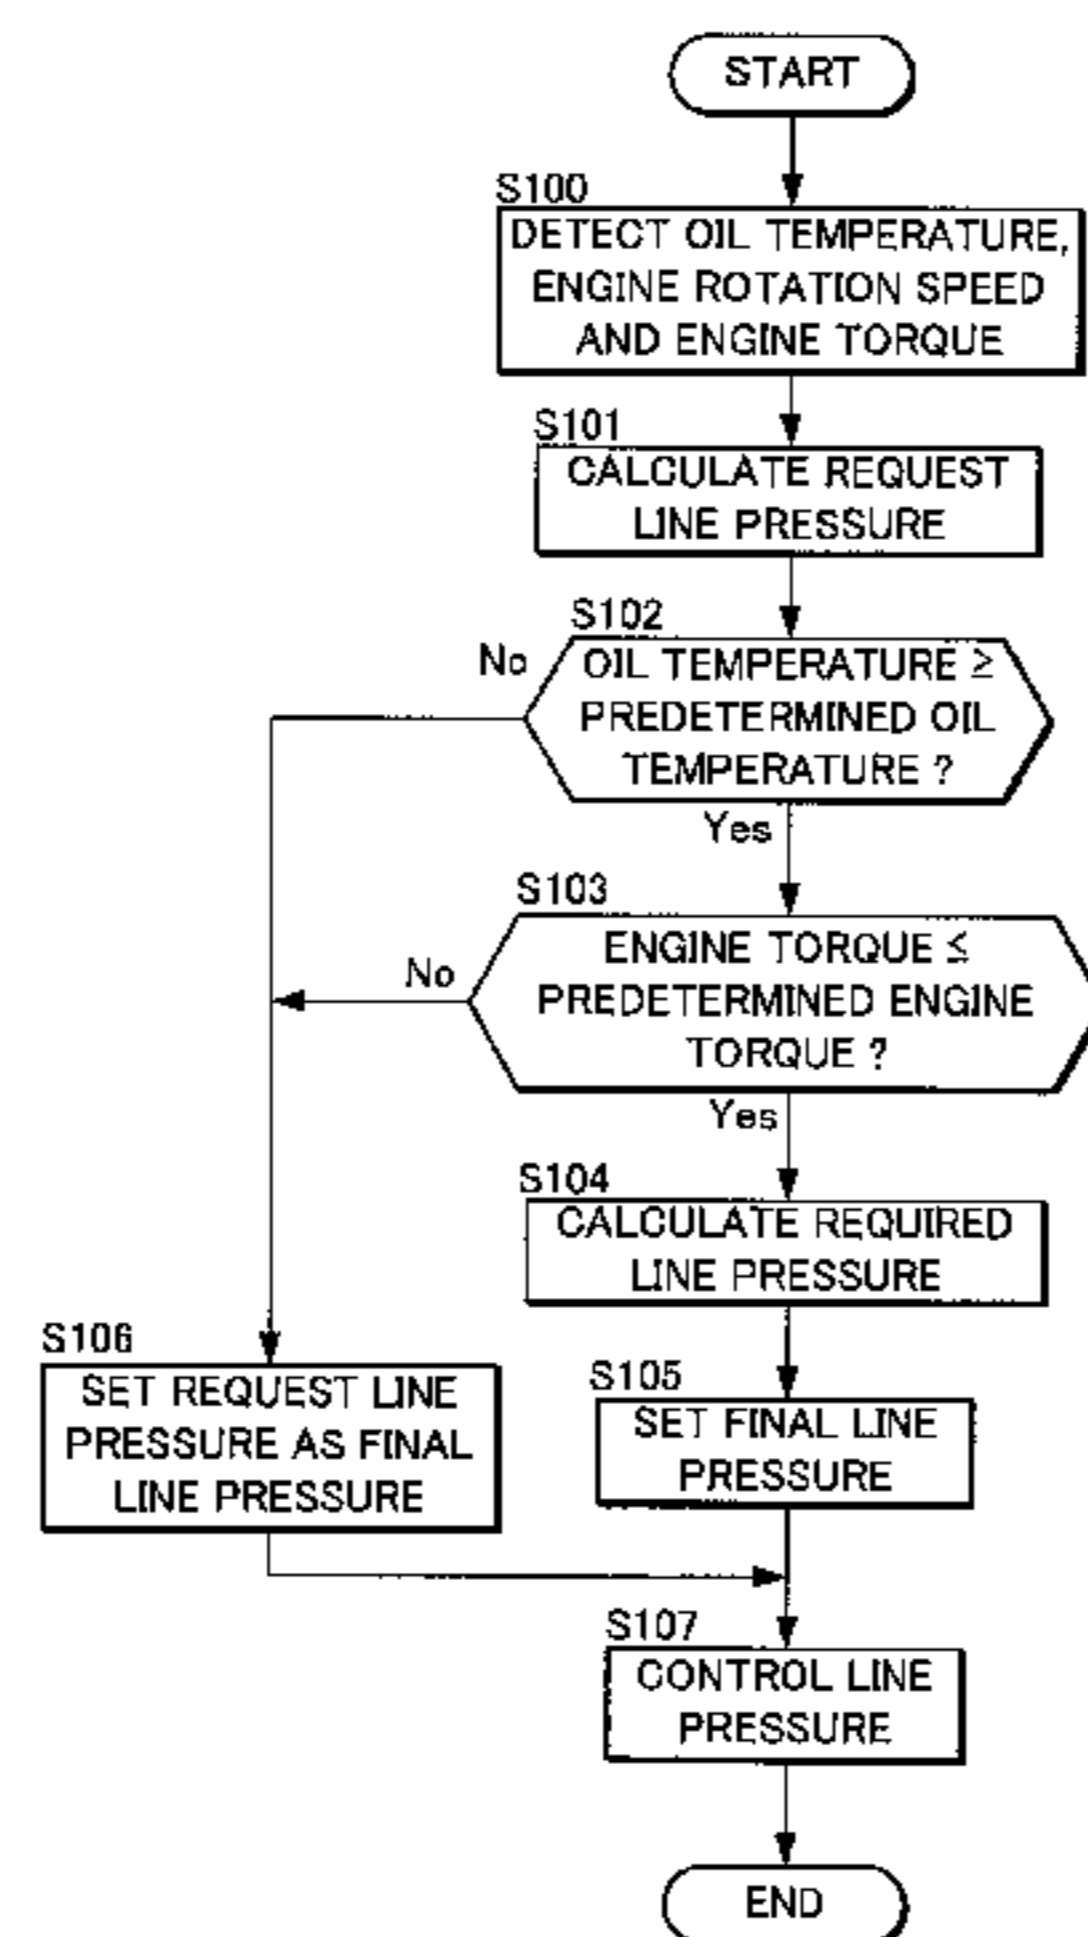 START
S100
DETECT OIL TEMPERATURE,
ENGINE ROTATION SPEED
AND ENGINE TORQUE
S101
CALCULATE REQUEST
LINE PRESSURE
S102
No
OIL TEMPERATURE ≥
PREDETERMINED OIL
TEMPERATURE ?
Yes
S103
No
ENGINE TORQUE ≤
PREDETERMINED ENGINE
TORQUE ?
Yes
S104
CALCULATE REQUIRED
LINE PRESSURE
S106
SET REQUEST LINE
PRESSURE AS FINAL
LINE PRESSURE
S105
SET FINAL LINE
PRESSURE
S107
CONTROL LINE
PRESSURE
END